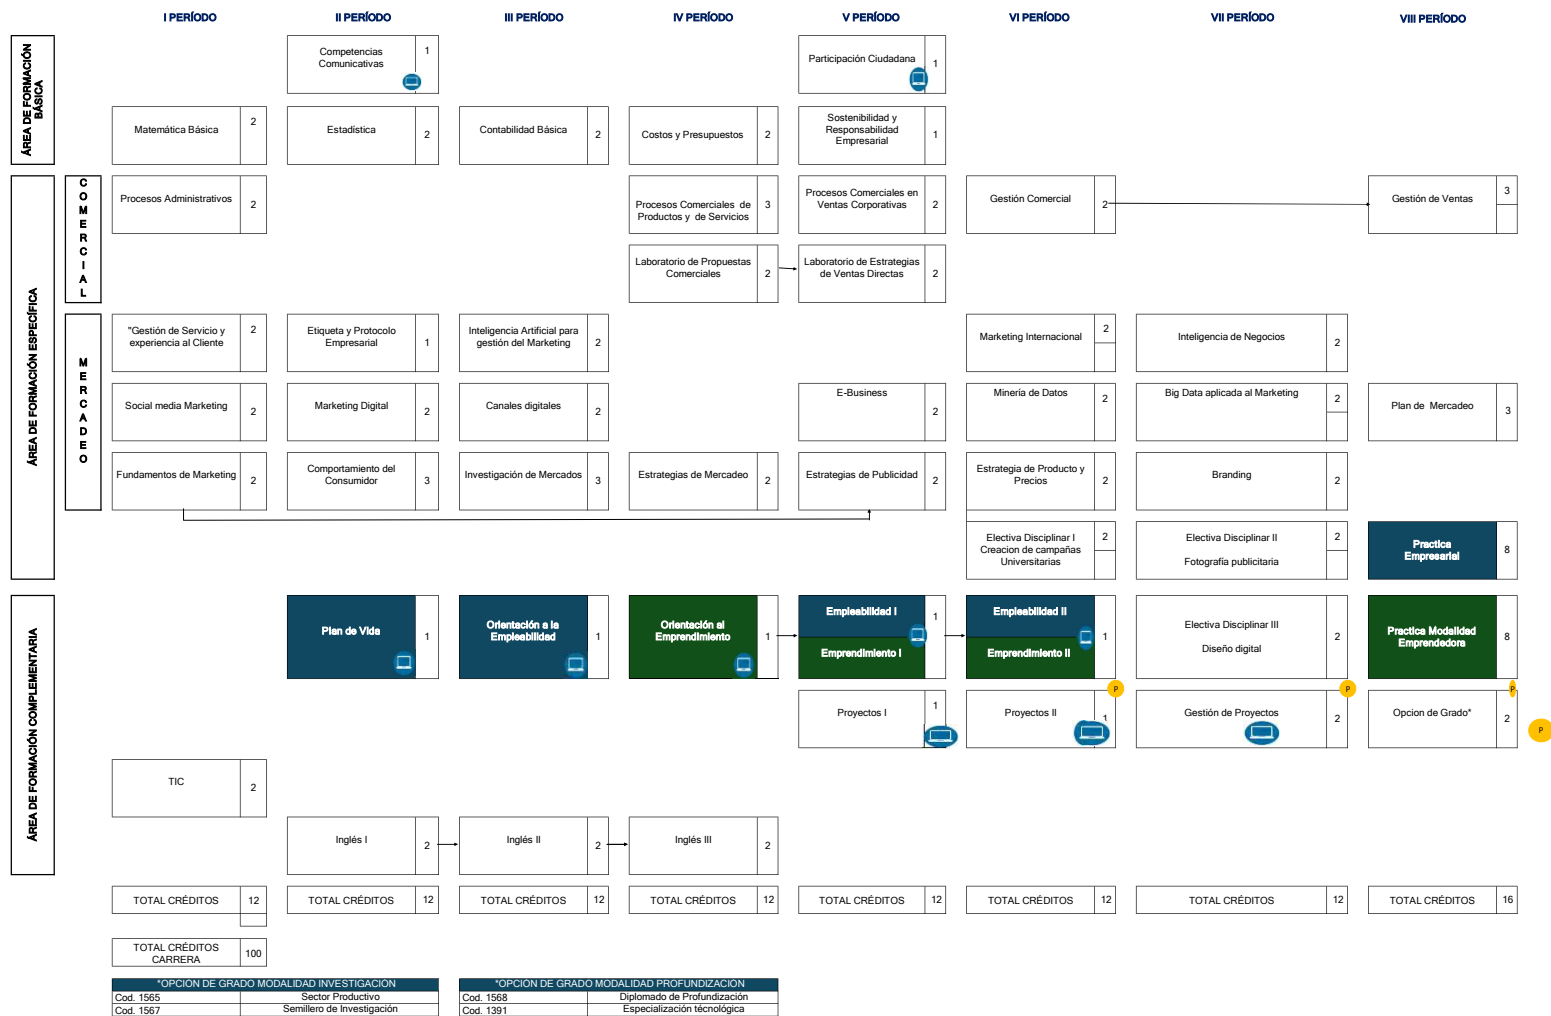 I PERÍODO
II PERÍODO
III PERÍODO
IV PERÍODO
V PERÍODO
VI PERÍODO
VII PERÍODO
VIII PERÍODO
ÁREA DE FORMACIÓN
BÁSICA
Competencias
Comunicativas
1
Participación Ciudadana
1
Matemática Básica
2
Estadística
2
Contabilidad Básica
2
Costos y Presupuestos
2
Sostenibilidad y
Responsabilidad
Empresarial
1
ÁREA DE FORMACIÓN ESPECÍFICA
C
O
M
E
R
C
I
A
L
Procesos Administrativos
2
Procesos Comerciales de
Productos y de Servicios
3
Procesos Comerciales en
Ventas Corporativas
2
Gestión Comercial
2
Gestión de Ventas
3
Laboratorio de Propuestas
Comerciales
2
Laboratorio de Estrategias
de Ventas Directas
2
M
E
R
C
A
D
E
O
"Gestión de Servicio y
experiencia al Cliente
2
Etiqueta y Protocolo
Empresarial
1
Inteligencia Artificial para
gestión del Marketing
2
Marketing Internacional
2
Inteligencia de Negocios
2
Social media Marketing
2
Marketing Digital
2
Canales digitales
2
E-Business
2
Minería de Datos
2
Big Data aplicada al Marketing
2
Plan de Mercadeo
3
Fundamentos de Marketing
2
Comportamiento del
Consumidor
3
Investigación de Mercados
3
Estrategias de Mercadeo
2
Estrategias de Publicidad
2
Estrategia de Producto y
Precios
2
Branding
2
Electiva Disciplinar I
Creacion de campañas
Universitarias
2
Electiva Disciplinar II
Fotografía publicitaria
2
Practica
Empresarial
8
ÁREA DE FORMACIÓN COMPLEMENTARIA
Plan de Vida
1
Orientación a la
Empleabilidad
1
Orientación al
Emprendimiento
1
Empleabilidad I
Emprendimiento I
1
Empleabilidad II
Emprendimiento II
1
Electiva Disciplinar III
Diseño digital
2
Practica Modalidad
Emprendedora
8
P
P
P
Proyectos I
1
Proyectos II
1
Gestión de Proyectos
2
Opcion de Grado*
2
P
TIC
2
Inglés I
2
Inglés II
2
Inglés III
2
TOTAL CRÉDITOS
12
TOTAL CRÉDITOS
12
TOTAL CRÉDITOS
12
TOTAL CRÉDITOS
12
TOTAL CRÉDITOS
12
TOTAL CRÉDITOS
12
TOTAL CRÉDITOS
12
TOTAL CRÉDITOS
16
TOTAL CRÉDITOS
CARRERA
100
*OPCIÓN DE GRADO MODALIDAD INVESTIGACIÓN
Cod. 1565
Sector Productivo
Cod. 1567
Semillero de Investigación
*OPCION DE GRADO MODALIDAD PROFUNDIZACIÓN
Cod. 1568
Diplomado de Profundización
Cod. 1391
Especialización técnológica